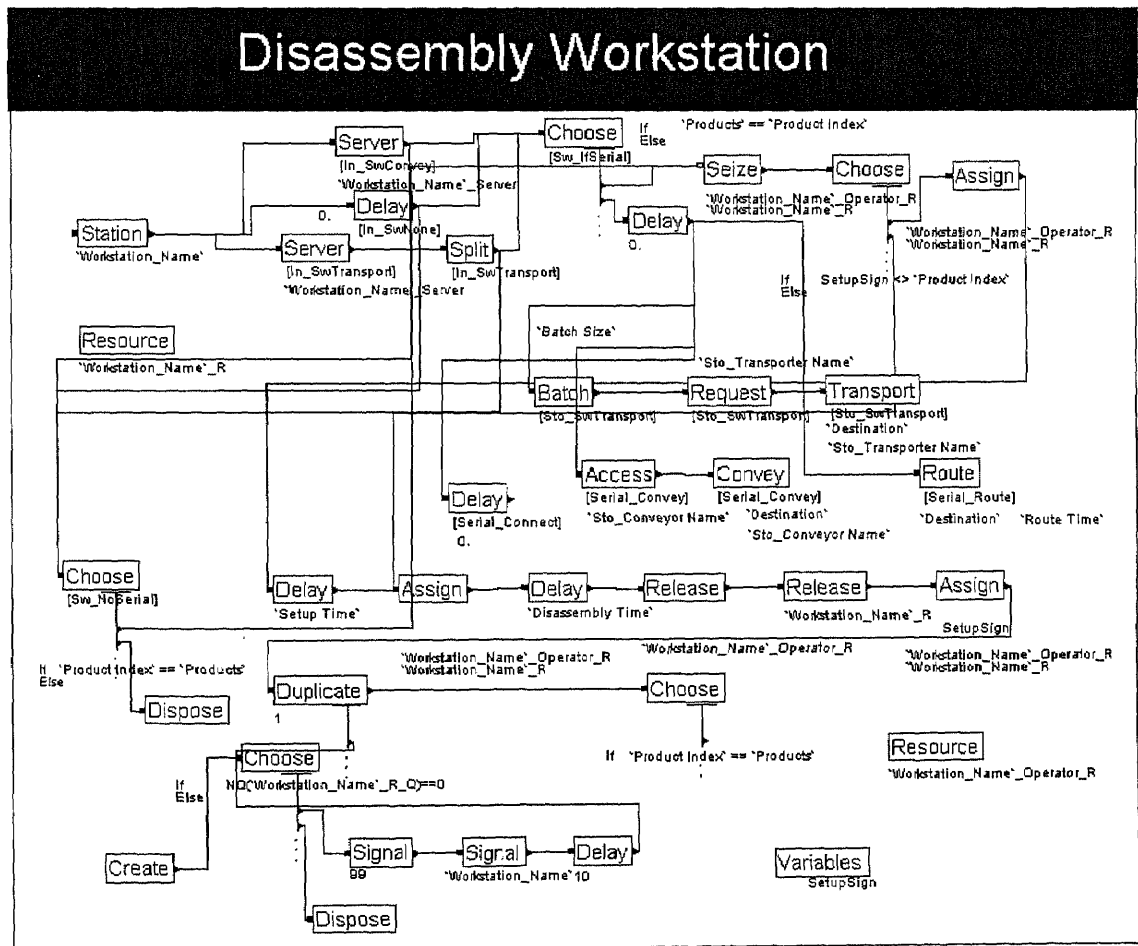 Disassembly Workstation
If
Else
`Products` == `Product Index`
Server
[In_SwConvey]
`Workstation_Name`_Server
Choose
[Sw_IfSerial]
Seize
`Workstation_Name`_Operator_R
`Workstation_Name`_R
Choose
Assign
`Workstation_Name`_Operator_R
`Workstation_Name`_R
0.
Delay
[In_SwNone]
Station
`Workstation_Name`
Server
[In_SwTransport]
`Workstation_Name`_Server
Split
[In_SwTransport]
Delay
0.
If
Else
SetupSign <> `Product Index`
Resource
`Workstation_Name`_R
`Batch Size`
`Sto_Transporter Name`
Batch
[Sto_SwTransport]
Request
[Sto_SwTransport]
Transport
[Sto_SwTransport]
`Destination`
`Sto_Transporter Name`
Delay
[Serial_Connect]
0.
Access
[Serial_Convey]
`Sto_Conveyor Name`
Convey
[Serial_Convey]
`Destination`
`Sto_Conveyor Name`
Route
[Serial_Route]
`Destination` `Route Time`
Choose
[Sw_NoSerial]
If `Product Index` == `Products`
Else
Dispose
Delay
`Setup Time`
Assign
`Workstation_Name`_Operator_R
`Workstation_Name`_R
Delay
`Disassembly Time`
Release
`Workstation_Name`_Operator_R
Release
`Workstation_Name`_R
Assign
SetupSign
`Workstation_Name`_Operator_R
`Workstation_Name`_R
Duplicate
1
Choose
If `Product Index` == `Products`
Resource
`Workstation_Name`_Operator_R
Choose
If
Else
NQ(`Workstation_Name`_R_Q)==0
Create
Signal
99
Signal
`Workstation_Name`
Delay
10
Dispose
Variables
SetupSign